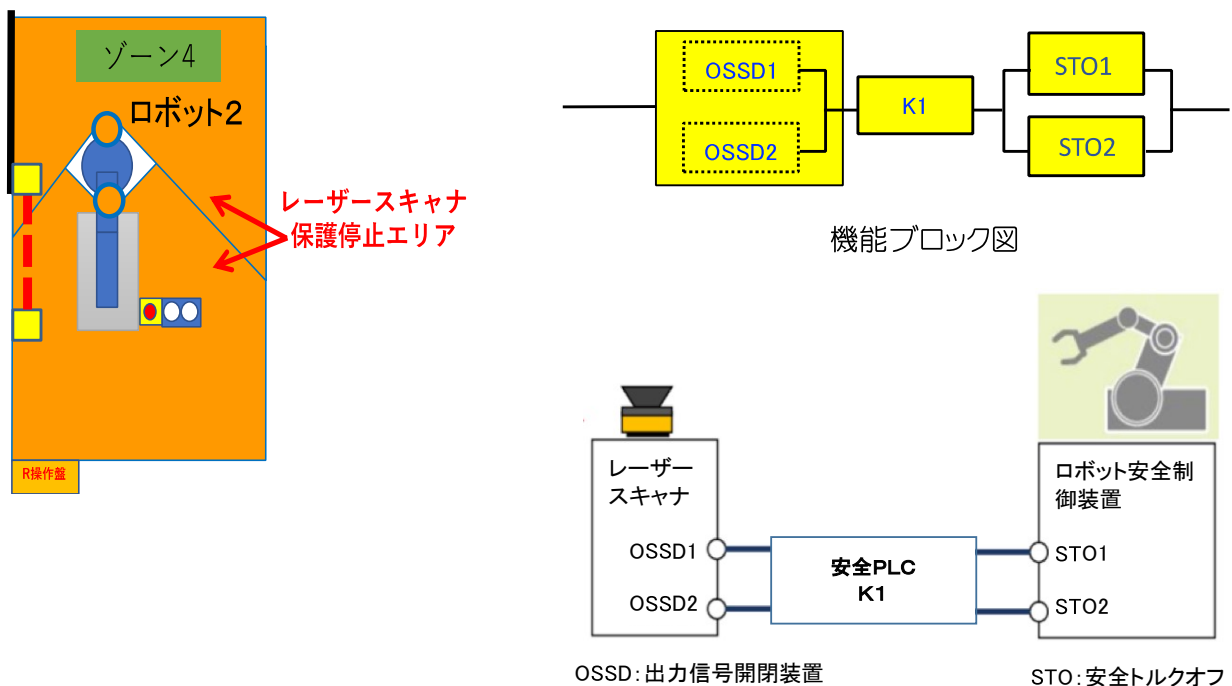 ゾーン4
ロボット2
レーザースキャナ
保護停止エリア
R操作盤
OSSD1
OSSD2
K1
STO1
STO2
機能ブロック図
レーザー
スキャナ
OSSD1
OSSD2
安全PLC
K1
ロボット安全制
御装置
STO1
STO2
OSSD:出力信号開閉装置
STO:安全トルクオフ